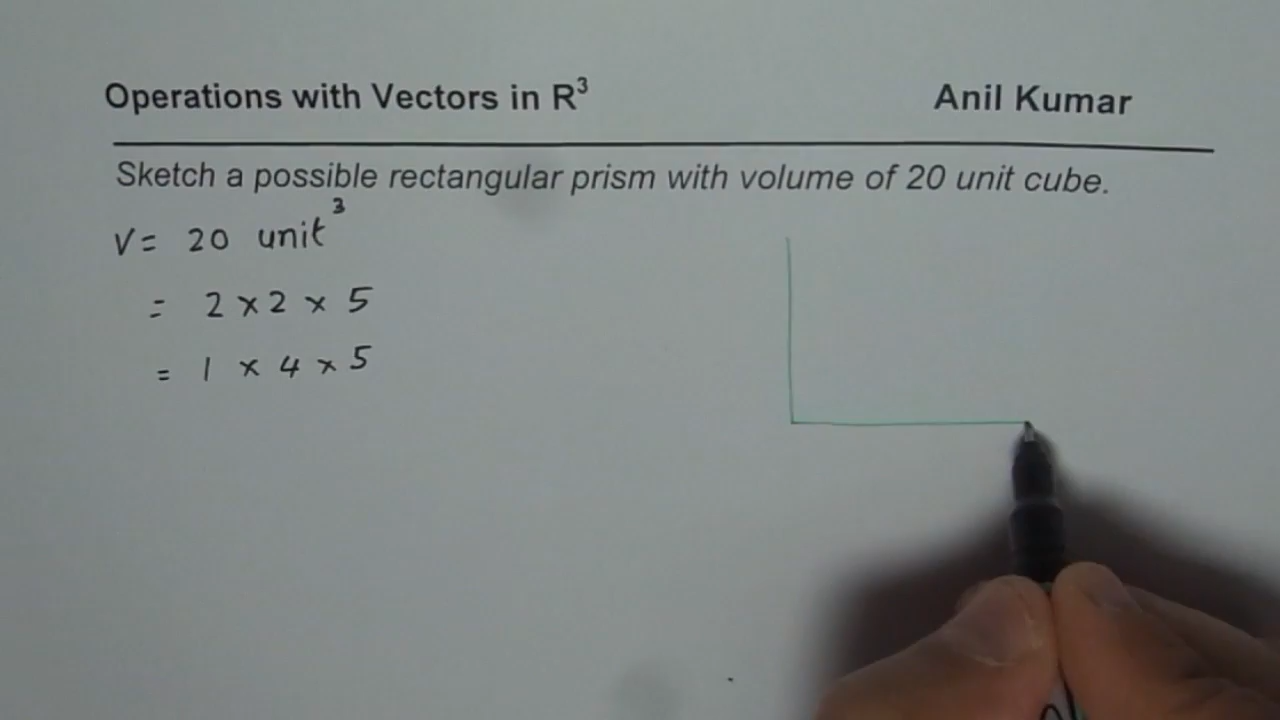 Operations with Vectors in R³ Anil Kumar
Sketch a possible rectangular prism with volume of 20 unit cube.
V = 20 unit³
= 2 × 2 × 5
= 1 × 4 × 5